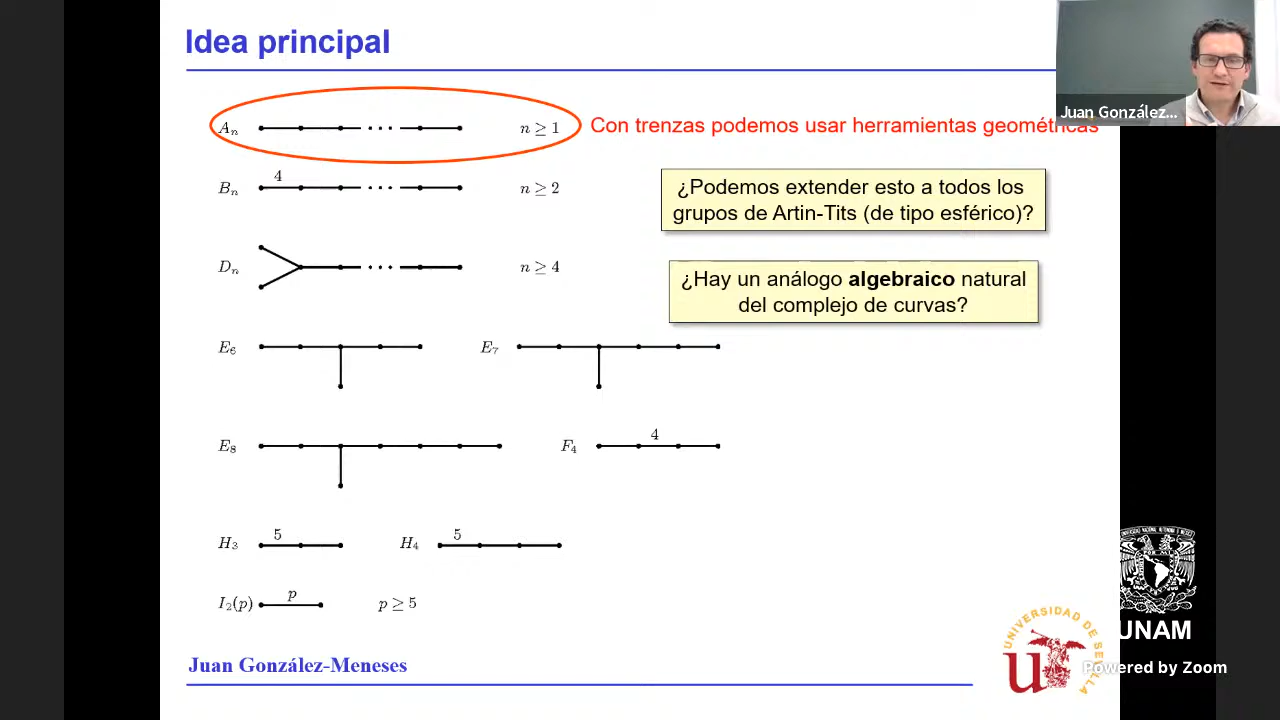 Idea principal
Juan González...
Aₙ ··· n ≥ 1
Con trenzas podemos usar herramientas geométricas
Bₙ 4 ··· n ≥ 2
¿Podemos extender esto a todos los
grupos de Artin-Tits (de tipo esférico)?
Dₙ ··· n ≥ 4
¿Hay un análogo algebraico natural
del complejo de curvas?
E₆ E₇
E₈ F₄ 4
H₃ 5 H₄ 5
I₂(p) p p ≥ 5
Juan González-Meneses
UNIVERSIDAD DE SEVILLA
UNAM
Powered by Zoom